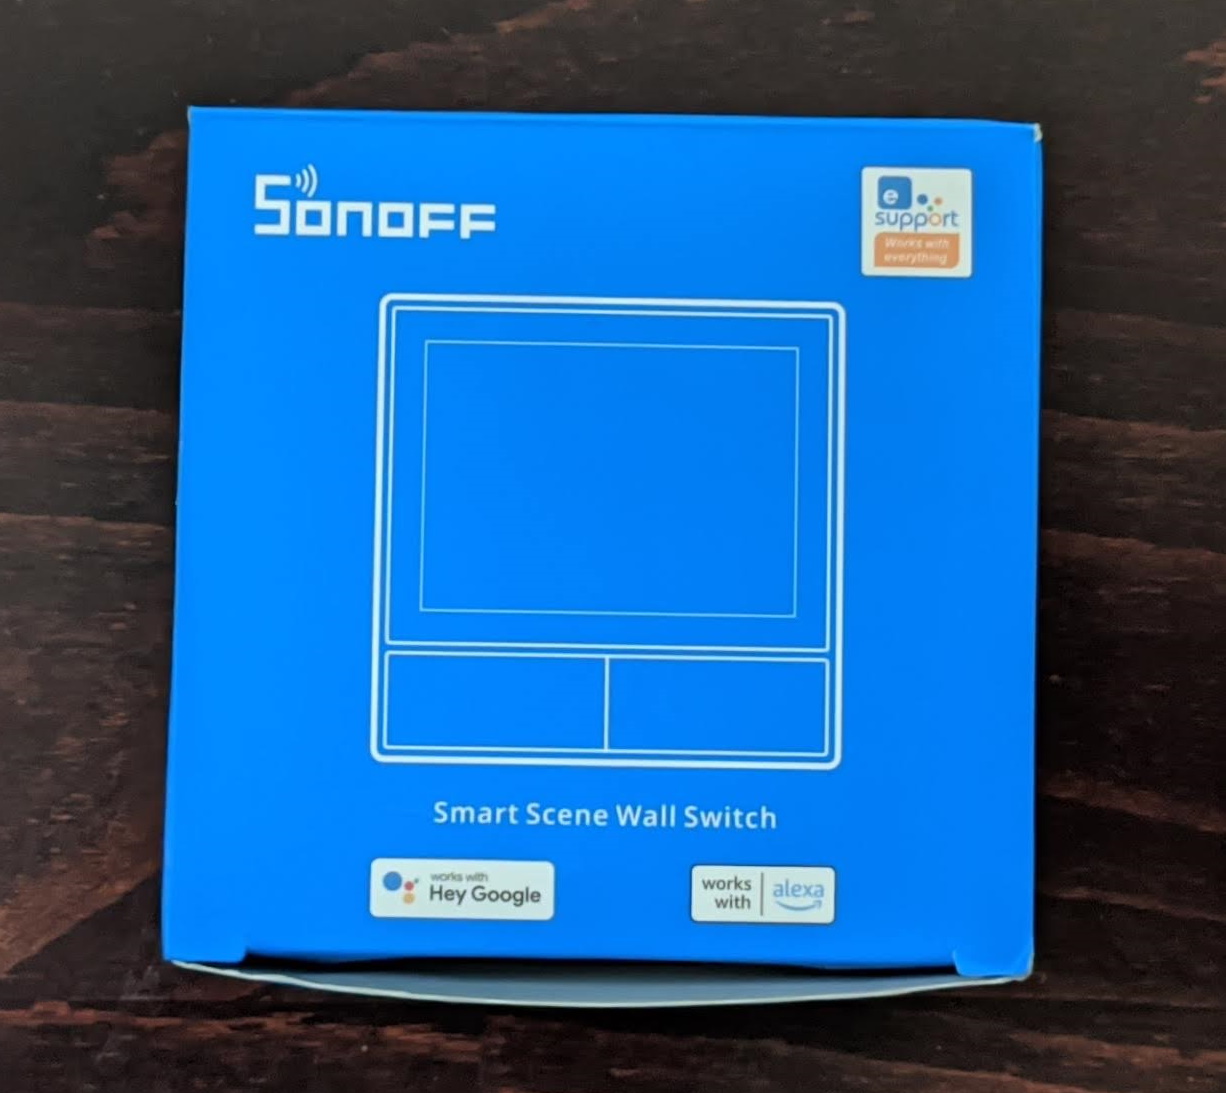 SONOFF
e
support
Works with
everything
Smart Scene Wall Switch
works with
Hey Google
works
with
alexa